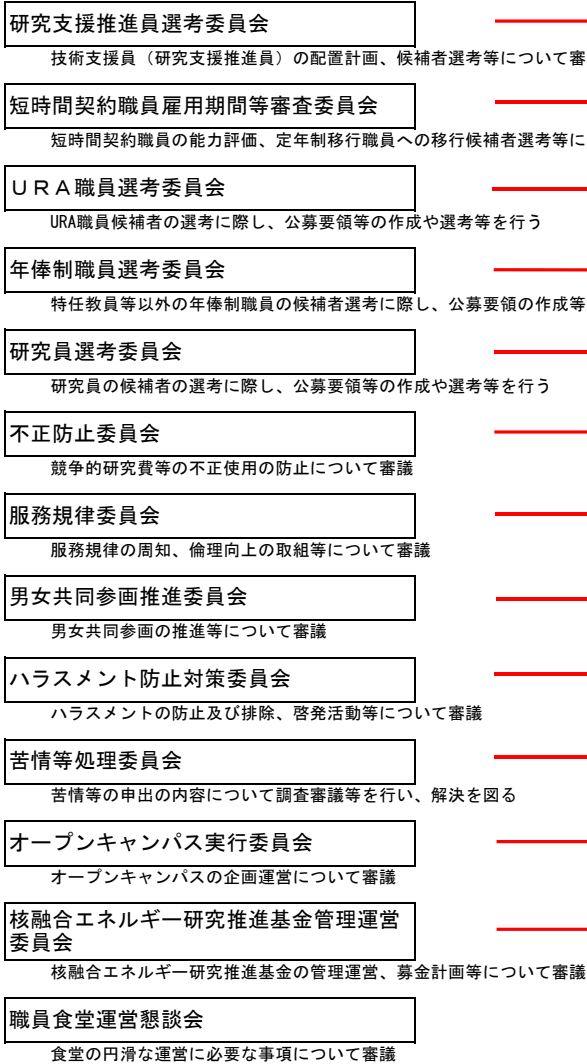 研究支援推進員選考委員会
技術支援員（研究支援推進員）の配置計画、候補者選考等について審
短時間契約職員雇用期間等審査委員会
短時間契約職員の能力評価、定年制移行職員への移行候補者選考等に
ＵＲＡ職員選考委員会
URA職員候補者の選考に際し、公募要領等の作成や選考等を行う
年俸制職員選考委員会
特任教員等以外の年俸制職員の候補者選考に際し、公募要領の作成等
研究員選考委員会
研究員の候補者の選考に際し、公募要領等の作成や選考等を行う
不正防止委員会
競争的研究費等の不正使用の防止について審議
服務規律委員会
服務規律の周知、倫理向上の取組等について審議
男女共同参画推進委員会
男女共同参画の推進等について審議
ハラスメント防止対策委員会
ハラスメントの防止及び排除、啓発活動等について審議
苦情等処理委員会
苦情等の申出の内容について調査審議等を行い、解決を図る
オープンキャンパス実行委員会
オープンキャンパスの企画運営について審議
核融合エネルギー研究推進基金管理運営
委員会
核融合エネルギー研究推進基金の管理運営、募金計画等について審議
職員食堂運営懇談会
食堂の円滑な運営に必要な事項について審議